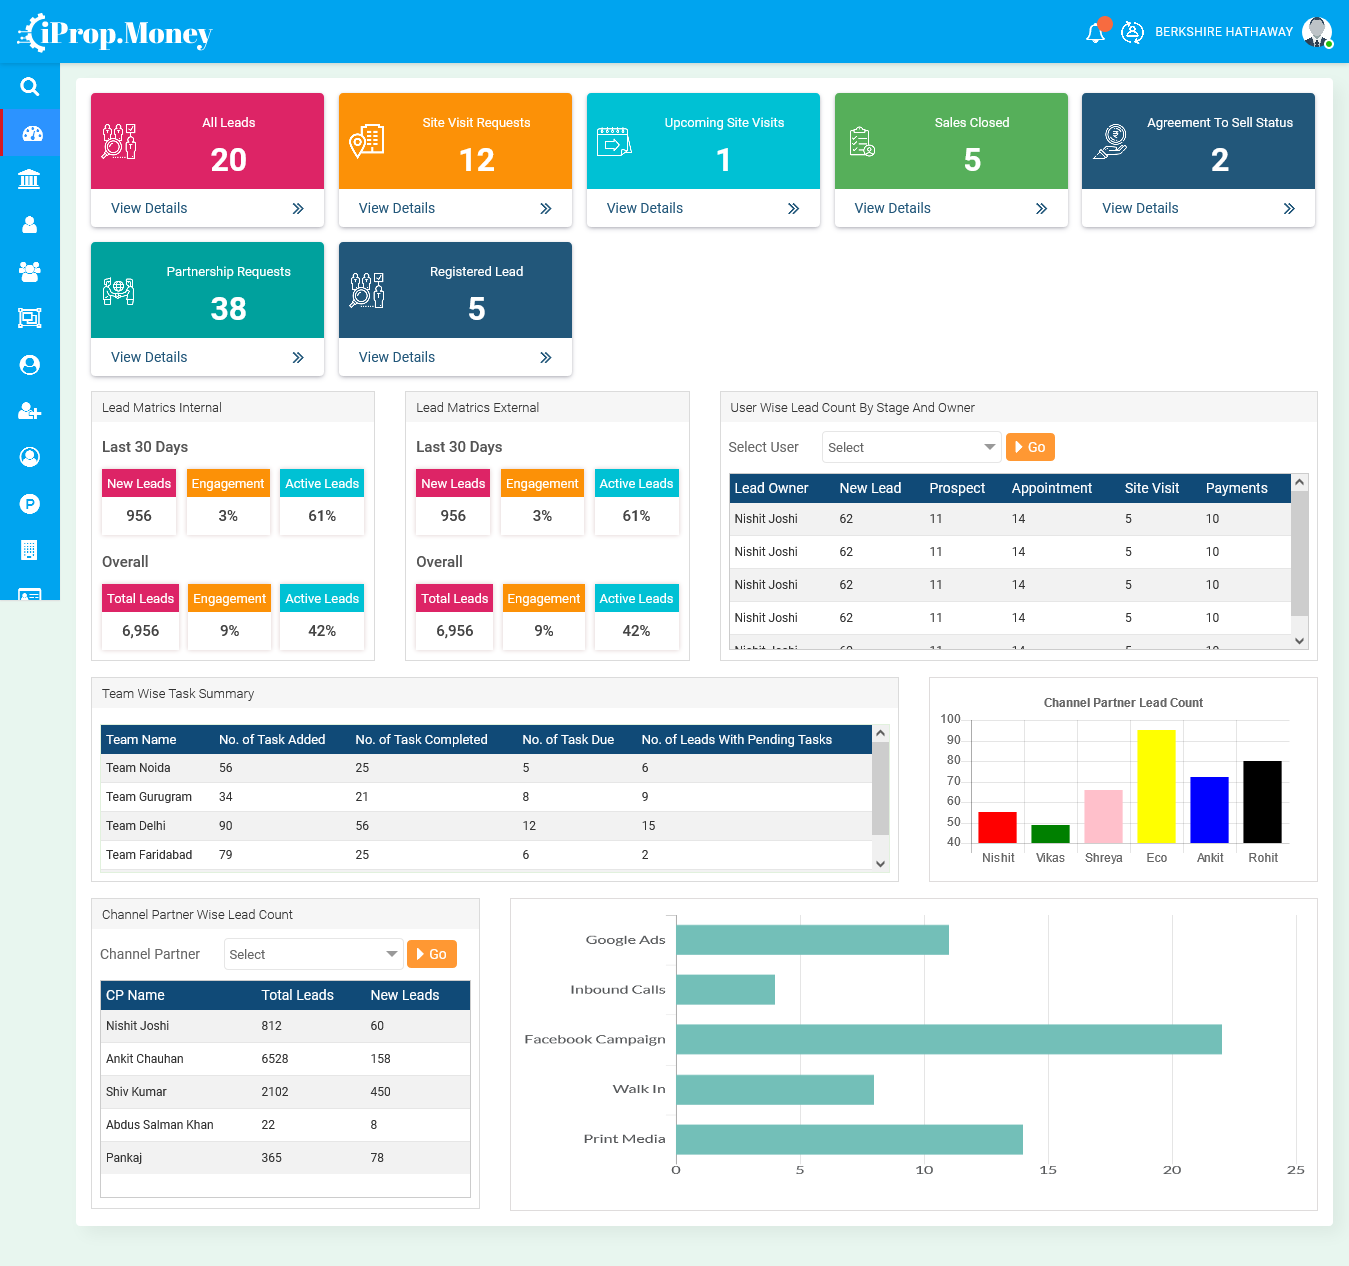 iProp.Money
BERKSHIRE HATHAWAY
All Leads
20
View Details
Site Visit Requests
12
View Details
Upcoming Site Visits
1
View Details
Sales Closed
5
View Details
Agreement To Sell Status
2
View Details
Partnership Requests
38
View Details
Registered Lead
5
View Details
Lead Matrics Internal
Last 30 Days
New Leads Engagement Active Leads
956 3% 61%
Overall
Total Leads Engagement Active Leads
6,956 9% 42%
Lead Matrics External
Last 30 Days
New Leads Engagement Active Leads
956 3% 61%
Overall
Total Leads Engagement Active Leads
6,956 9% 42%
User Wise Lead Count By Stage And Owner
Select User Select Go
Lead Owner New Lead Prospect Appointment Site Visit Payments
Nishit Joshi 62 11 14 5 10
Nishit Joshi 62 11 14 5 10
Nishit Joshi 62 11 14 5 10
Nishit Joshi 62 11 14 5 10
Team Wise Task Summary
Team Name No. of Task Added No. of Task Completed No. of Task Due No. of Leads With Pending Tasks
Team Noida 56 25 5 6
Team Gurugram 34 21 8 9
Team Delhi 90 56 12 15
Team Faridabad 79 25 6 2
Channel Partner Lead Count
100
90
80
70
60
50
40
Nishit Vikas Shreya Eco Ankit Rohit
Channel Partner Wise Lead Count
Channel Partner Select Go
CP Name Total Leads New Leads
Nishit Joshi 812 60
Ankit Chauhan 6528 158
Shiv Kumar 2102 450
Abdus Salman Khan 22 8
Pankaj 365 78
Google Ads
Inbound Calls
Facebook Campaign
Walk In
Print Media
0 5 10 15 20 25